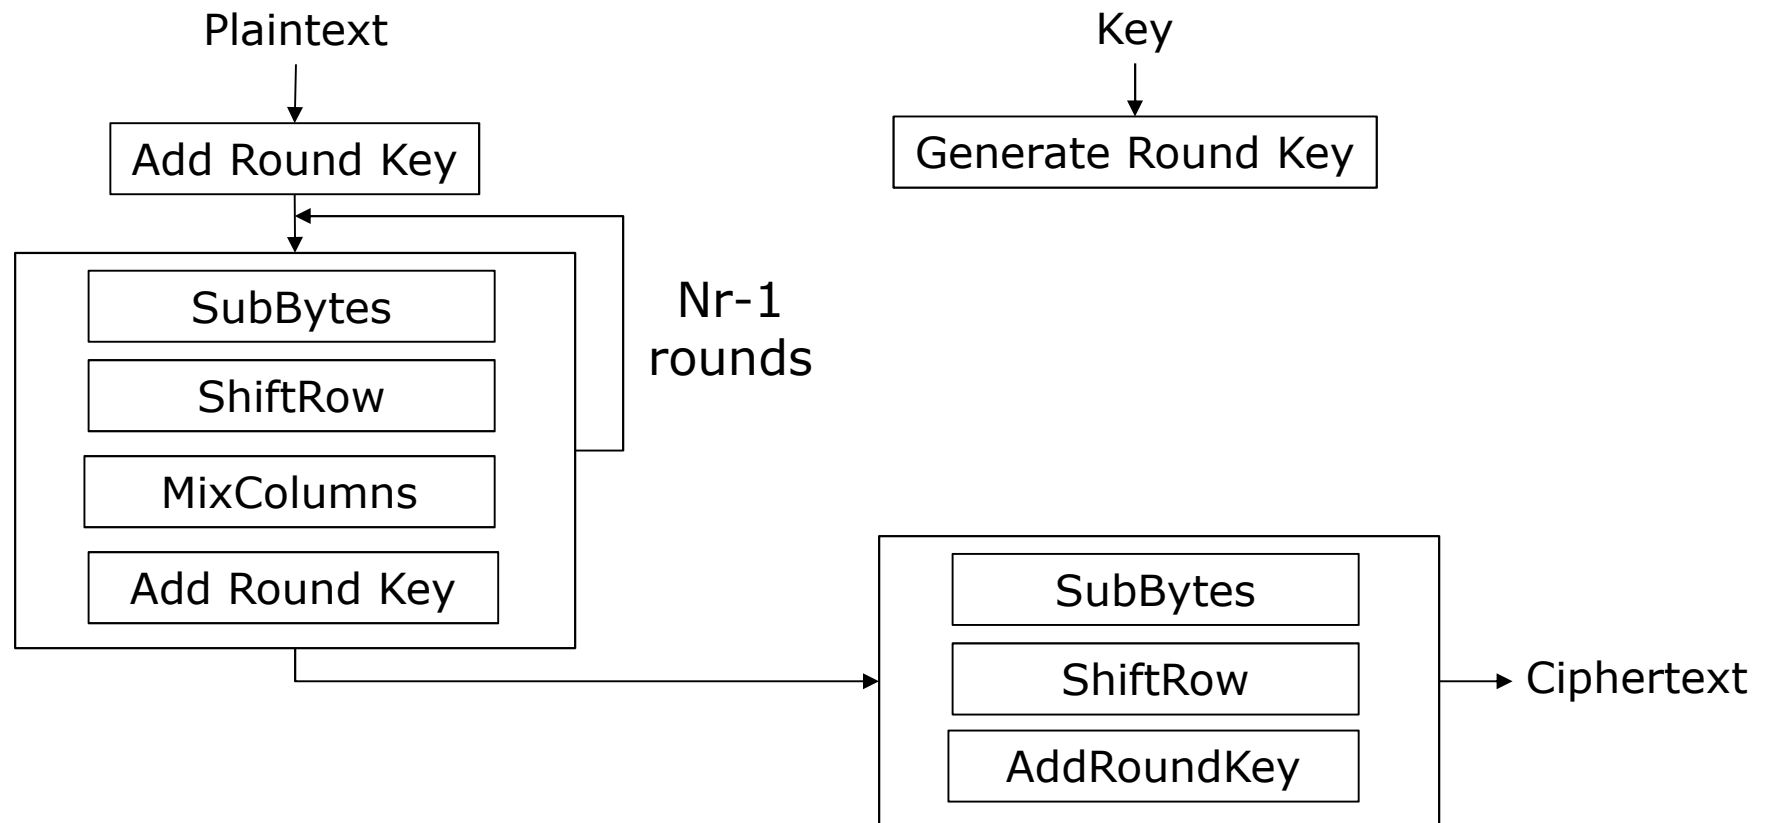 Plaintext
Key
Add Round Key
Generate Round Key
SubBytes
ShiftRow
MixColumns
Add Round Key
Nr-1
rounds
SubBytes
ShiftRow
AddRoundKey
Ciphertext